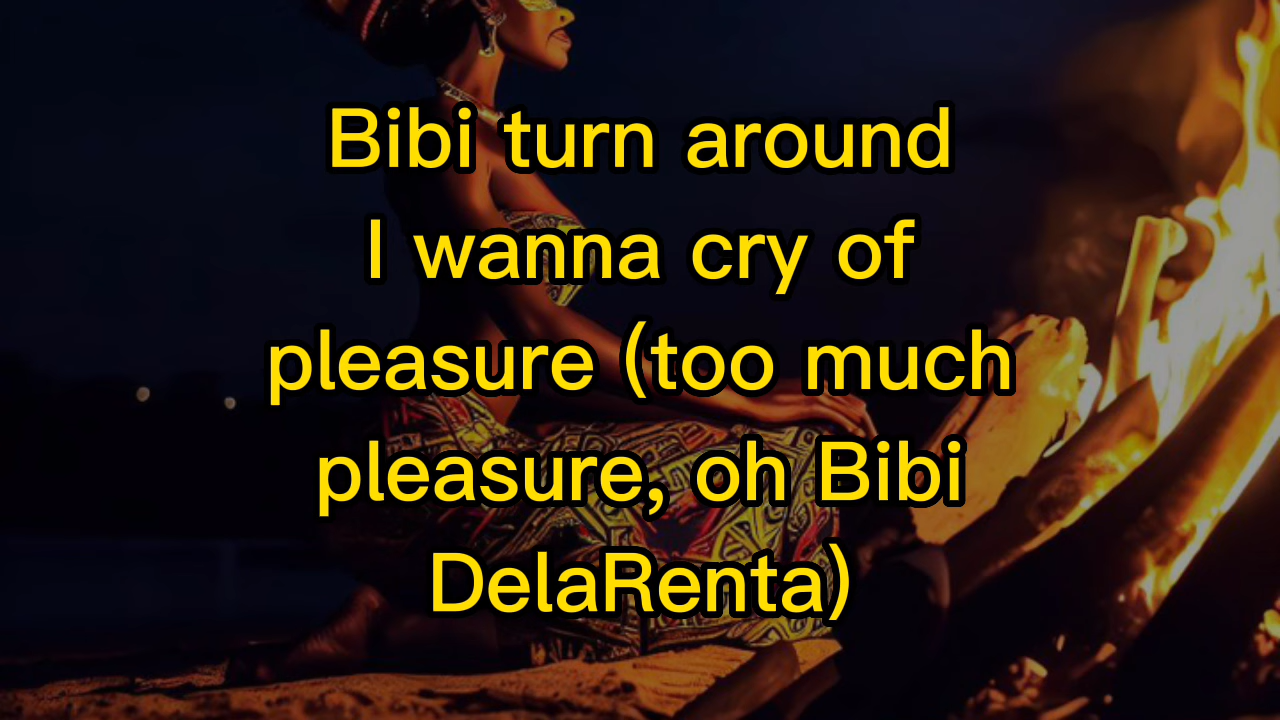 Bibi turn around
I wanna cry of
pleasure (too much
pleasure, oh Bibi
DelaRenta)